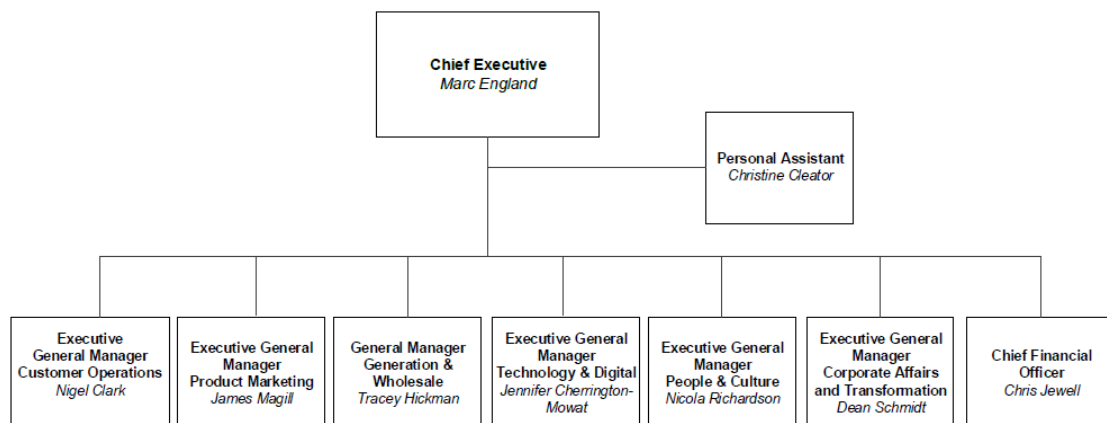 Chief Executive
Marc England
Personal Assistant
Christine Cleator
Executive
General Manager
Customer Operations
Nigel Clark
Executive General
Manager
Product Marketing
James Magill
General Manager
Generation &
Wholesale
Tracey Hickman
Executive General
Manager
Technology & Digital
Jennifer Cherrington-
Mowat
Executive General
Manager
People & Culture
Nicola Richardson
Executive General
Manager
Corporate Affairs
and Transformation
Dean Schmidt
Chief Financial
Officer
Chris Jewell